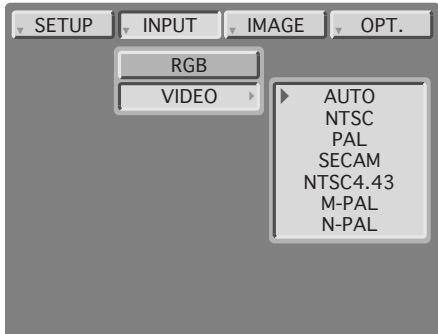 SETUP INPUT IMAGE OPT.
RGB
VIDEO AUTO
NTSC
PAL
SECAM
NTSC4.43
M-PAL
N-PAL